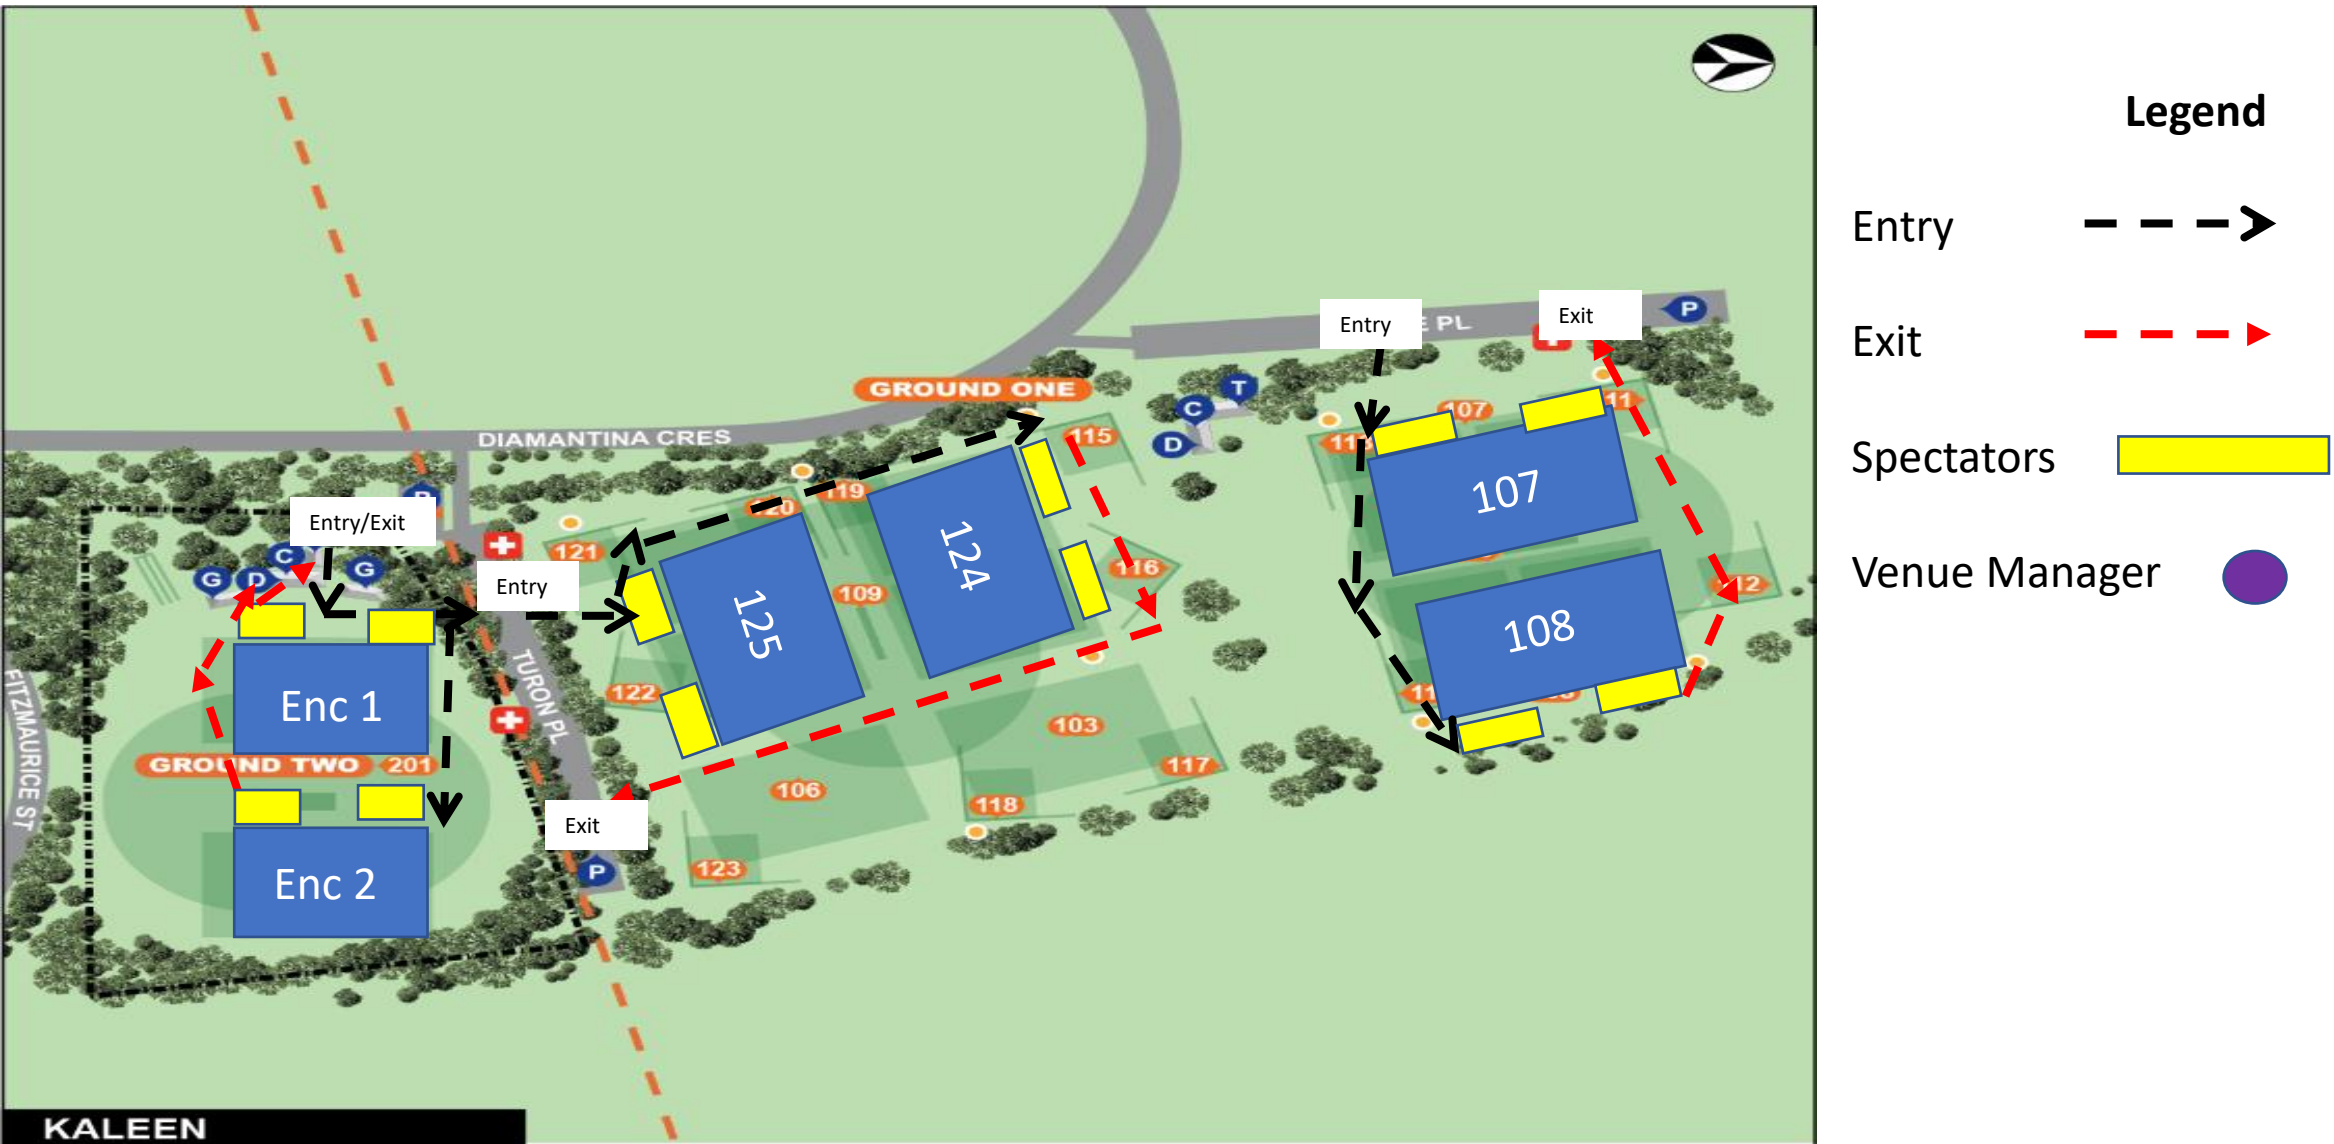 Legend
Entry
Exit
Spectators
Venue Manager
Entry
E PL
Exit
P
GROUND ONE
T
C
D
107
11
115
DIAMANTINA CRES
119
120
107
124
Entry/Exit
121
C
G
D
G
Entry
116
109
112
125
108
TURON PL
122
FITZMAURICE ST
Enc 1
103
GROUND TWO
201
117
106
118
Exit
P
123
Enc 2
KALEEN